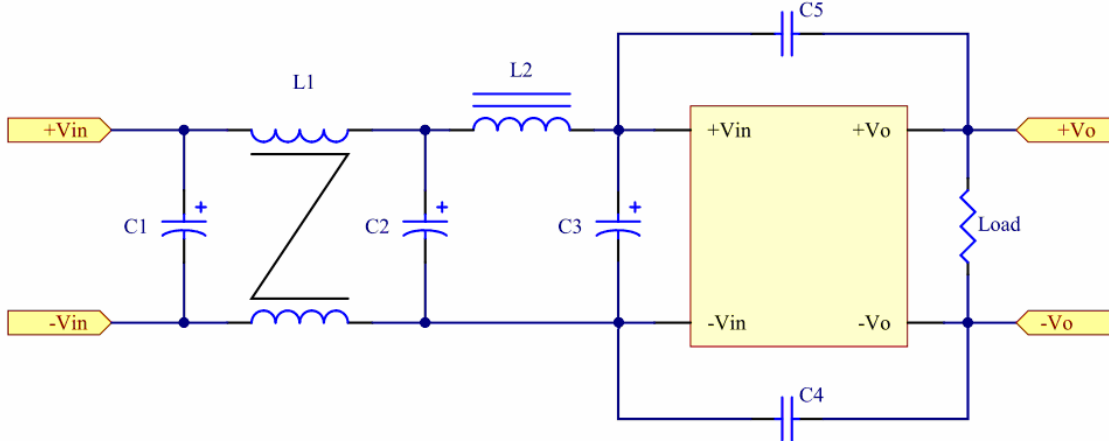 C5
L1
L2
+Vin
+Vin
+Vo
+Vo
C1
+
C2
+
C3
+
Load
-Vin
-Vin
-Vo
-Vo
C4